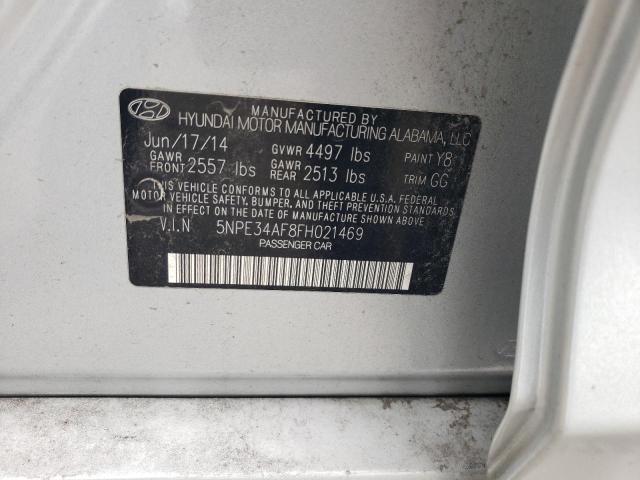 MANUFACTURED BY
HYUNDAI MOTOR MANUFACTURING ALABAMA, LLC
Jun/17/14 GVWR 4497 lbs PAINT Y8
GAWR FRONT 2557 lbs GAWR REAR 2513 lbs TRIM GG
THIS VEHICLE CONFORMS TO ALL APPLICABLE U.S.A. FEDERAL
MOTOR VEHICLE SAFETY, BUMPER, AND THEFT PREVENTION STANDARDS
IN EFFECT ON THE DATE OF MANUFACTURE SHOWN ABOVE.
V.I.N 5NPE34AF8FH021469
PASSENGER CAR